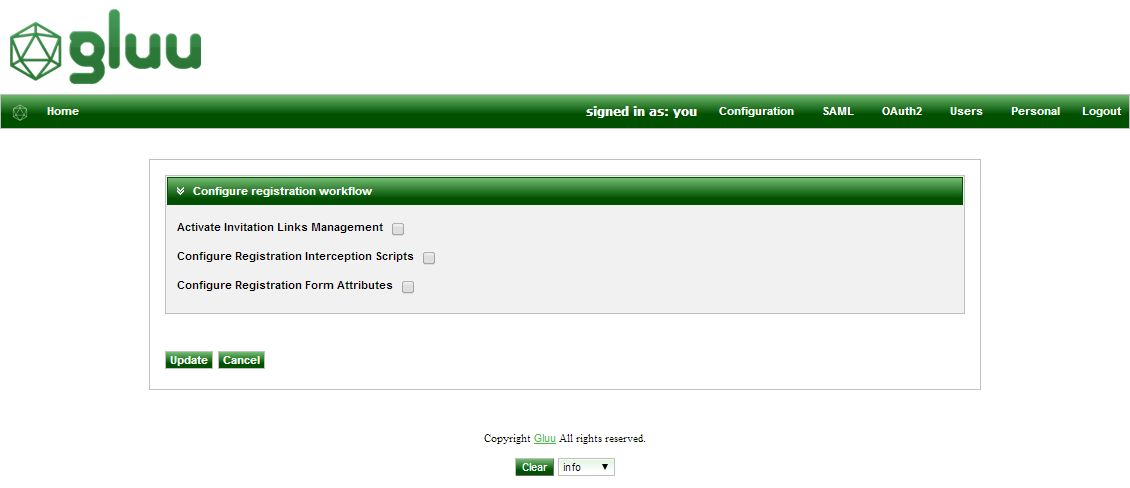 gluu
Home signed in as: you Configuration SAML OAuth2 Users Personal Logout
Configure registration workflow
Activate Invitation Links Management
Configure Registration Interception Scripts
Configure Registration Form Attributes
Update Cancel
Copyright Gluu All rights reserved.
Clear info